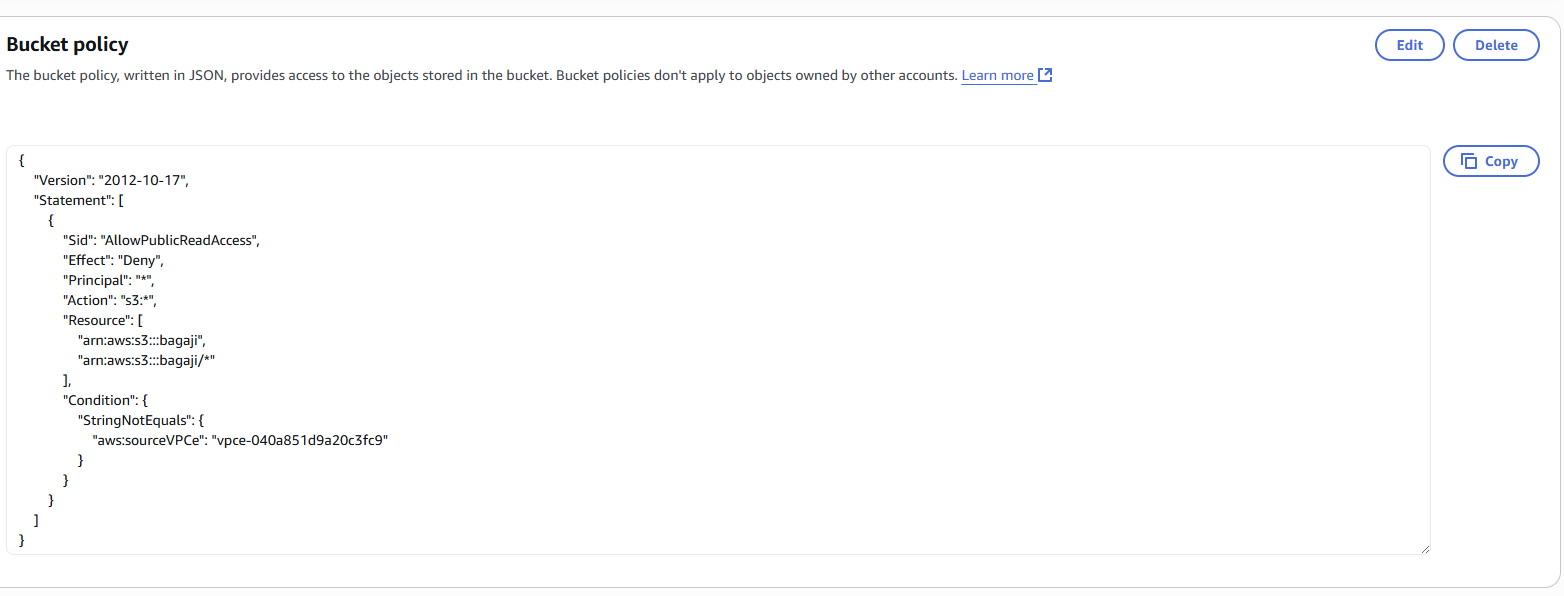 Bucket policy
Edit
Delete
The bucket policy, written in JSON, provides access to the objects stored in the bucket. Bucket policies don't apply to objects owned by other accounts. Learn more
Copy
{
    "Version": "2012-10-17",
    "Statement": [
        {
            "Sid": "AllowPublicReadAccess",
            "Effect": "Deny",
            "Principal": "*",
            "Action": "s3:*",
            "Resource": [
                "arn:aws:s3:::bagaji",
                "arn:aws:s3:::bagaji/*"
            ],
            "Condition": {
                "StringNotEquals": {
                    "aws:sourceVPCe": "vpce-040a851d9a20c3fc9"
                }
            }
        }
    ]
}